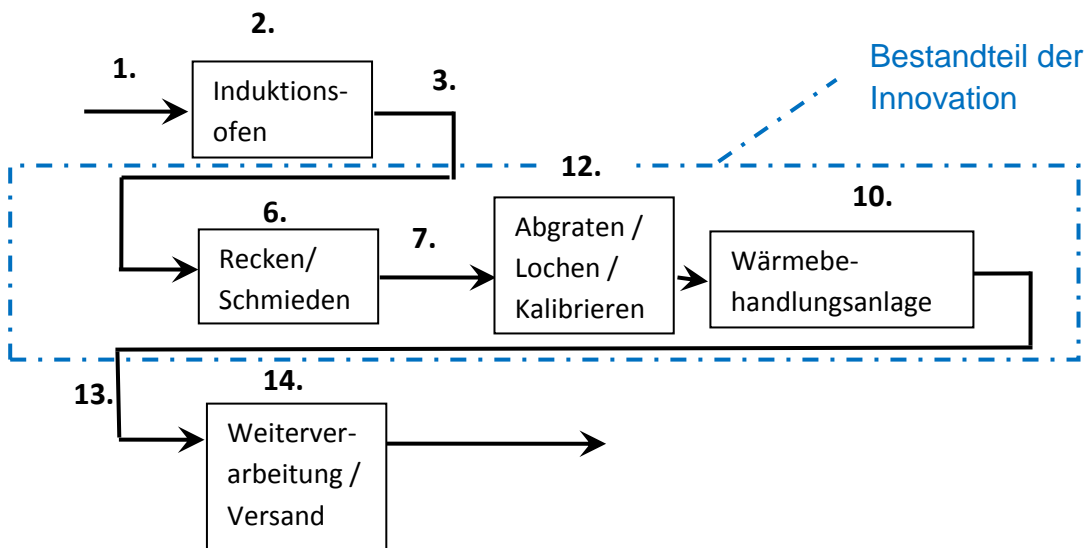 2.
1.
Induktions-
ofen
3.
Bestandteil der
Innovation
12.
10.
6.
Recken/
Schmieden
7.
Abgraten /
Lochen /
Kalibrieren
Wärmebe-
handlungsanlage
13.
14.
Weiterver-
arbeitung /
Versand